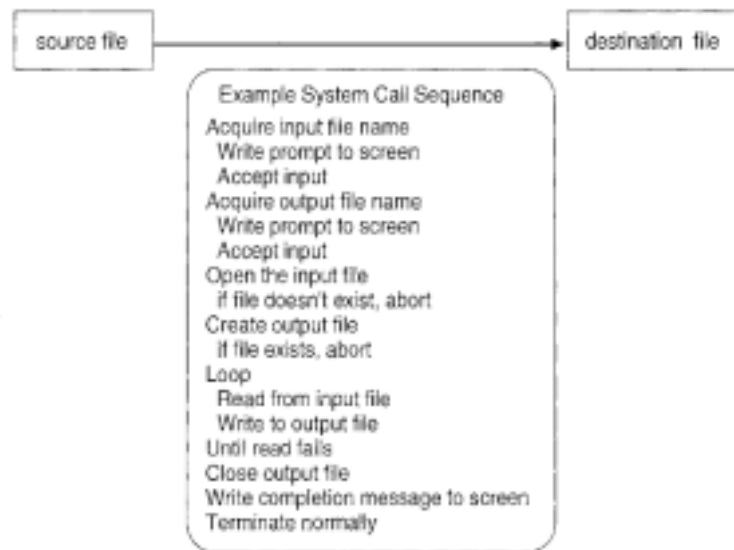 source file
destination file
Example System Call Sequence
Acquire input file name
Write prompt to screen
Accept input
Acquire output file name
Write prompt to screen
Accept input
Open the input file
if file doesn't exist, abort
Create output file
if file exists, abort
Loop
Read from input file
Write to output file
Until read fails
Close output file
Write completion message to screen
Terminate normally